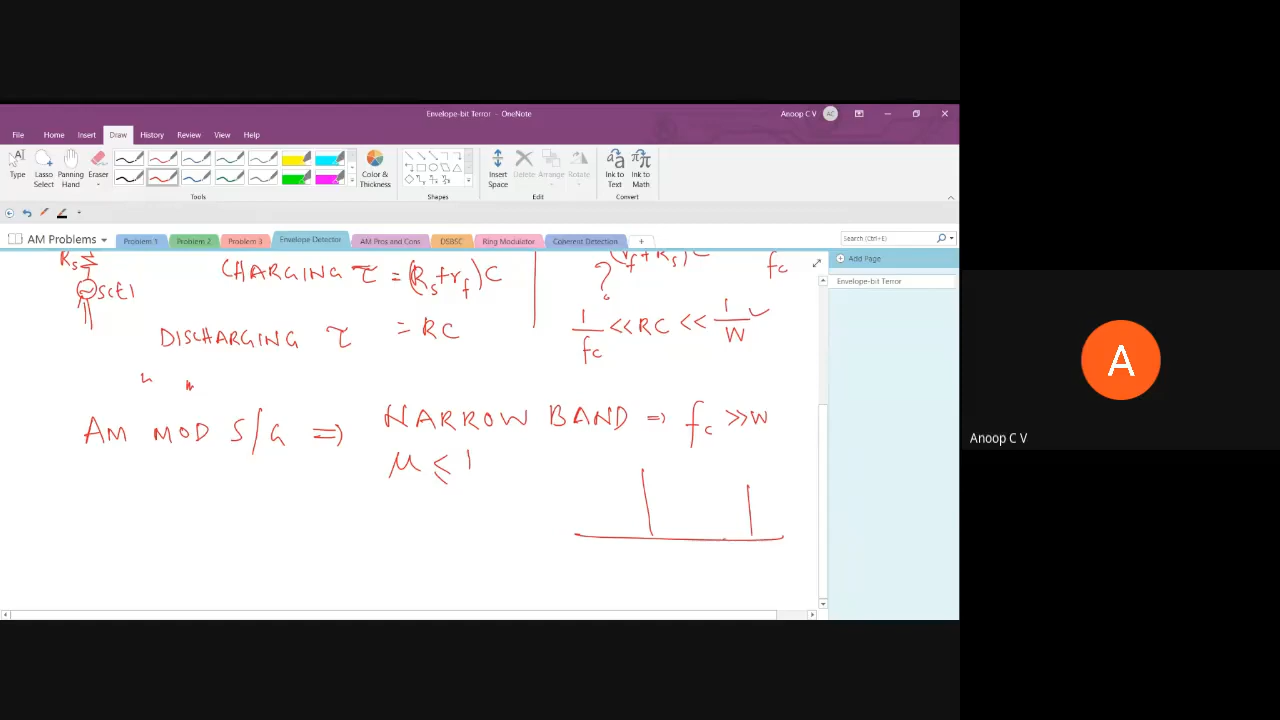 Envelope-bit Terror - OneNote
Anoop C V AC
File Home Insert Draw History Review View Help
Type Lasso Select Panning Hand Eraser Color & Thickness Insert Space Delete Arrange Rotate Ink to Text Ink to Math
Tools Shapes Edit Convert
AM Problems Problem 1 Problem 2 Problem 3 Envelope Detector AM Pros and Cons DSBSC Ring Modulator Coherent Detection + Search (Ctrl+E)
Add Page
Envelope-bit Terror
Rs
s(t)
CHARGING τ = (Rs+rf)C
(rf+Rs)C
fc
DISCHARGING τ = RC
1/fc << RC << 1/W
AM MOD S/G ⇒ NARROW BAND ⇒ fc >> W
μ ≤ 1
A
Anoop C V